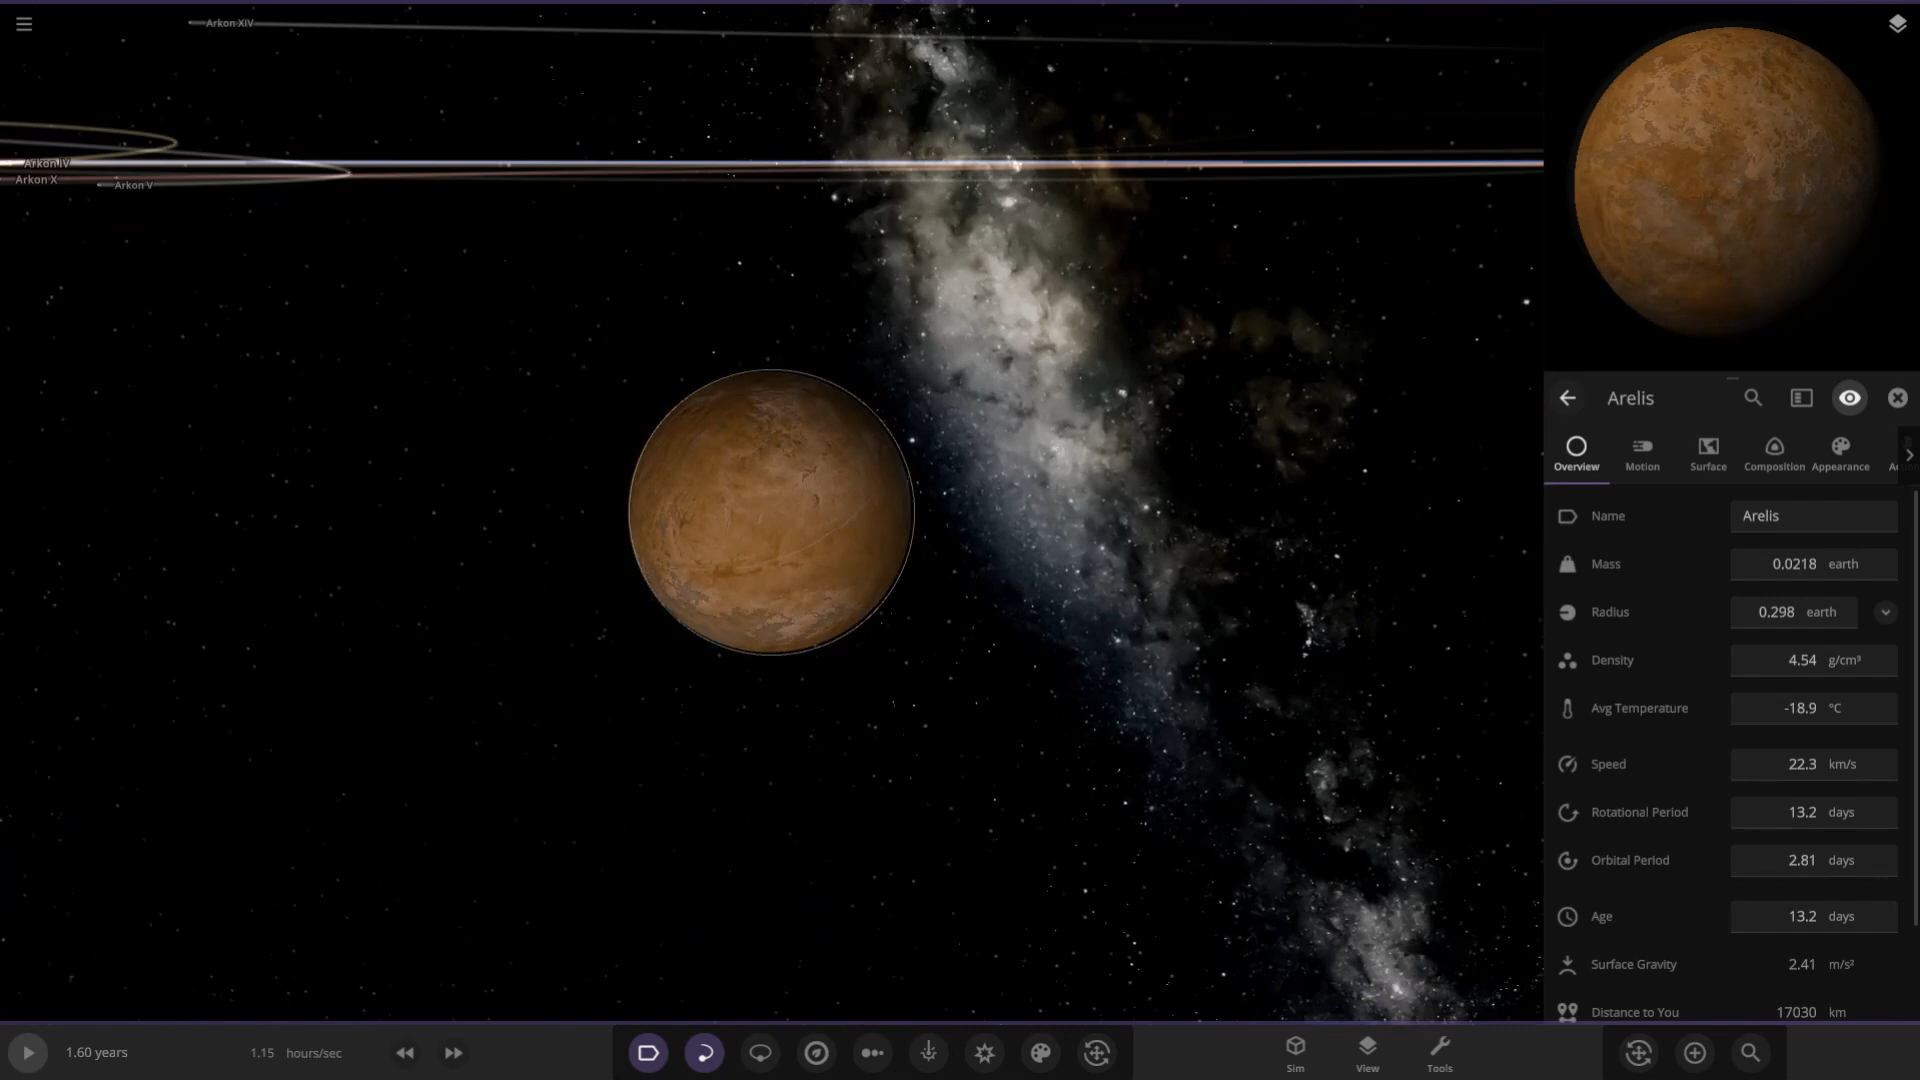 Arkon XIV
Arkon IV
Arkon X
Arkon V
Arelis
Overview
Motion
Surface
Composition
Appearance
Name
Arelis
Mass
0.0218 earth
Radius
0.298 earth
Density
4.54 g/cm³
Avg Temperature
-18.9 °C
Speed
22.3 km/s
Rotational Period
13.2 days
Orbital Period
2.81 days
Age
13.2 days
Surface Gravity
2.41 m/s²
Distance to You
17030 km
1.60 years
1.15 hours/sec
Sim
View
Tools